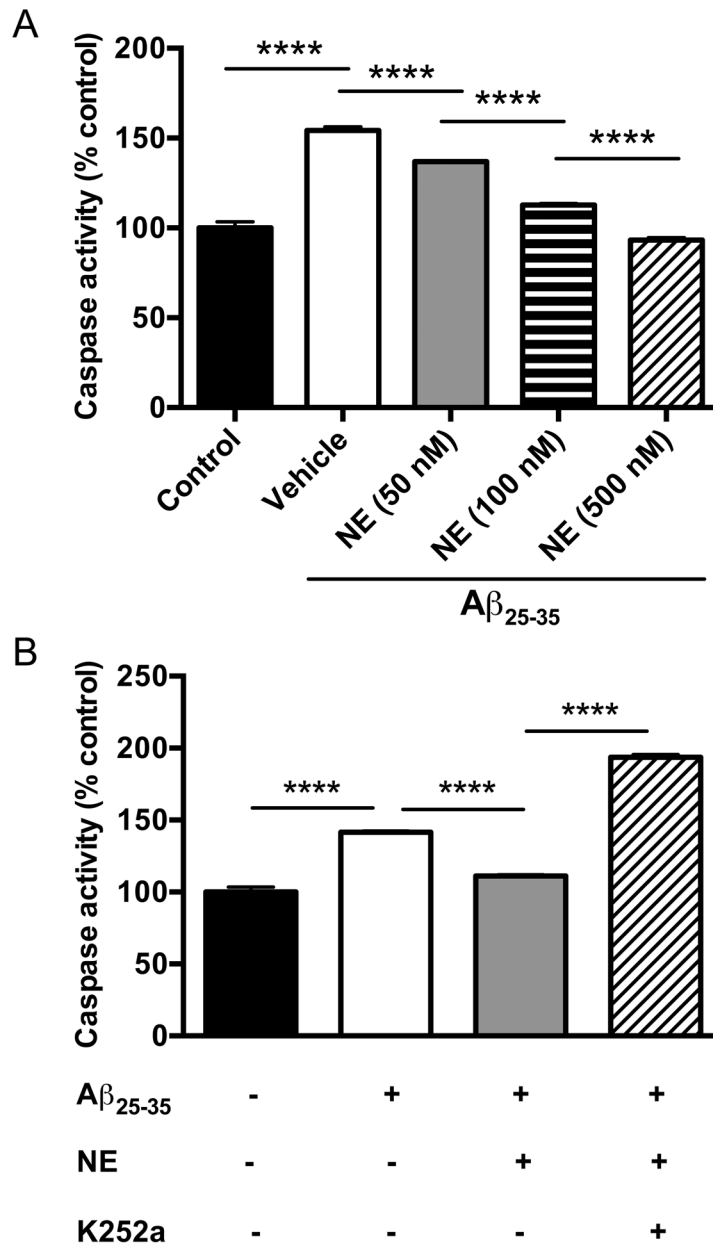 A
Caspase activity (% control)
200
150
100
50
0
****
****
****
****
Control
Vehicle
NE (50 nM)
NE (100 nM)
NE (500 nM)
Aβ25-35
B
Caspase activity (% control)
250
200
150
100
50
0
****
****
****
Aβ25-35 - + + +
NE - - + +
K252a - - - +